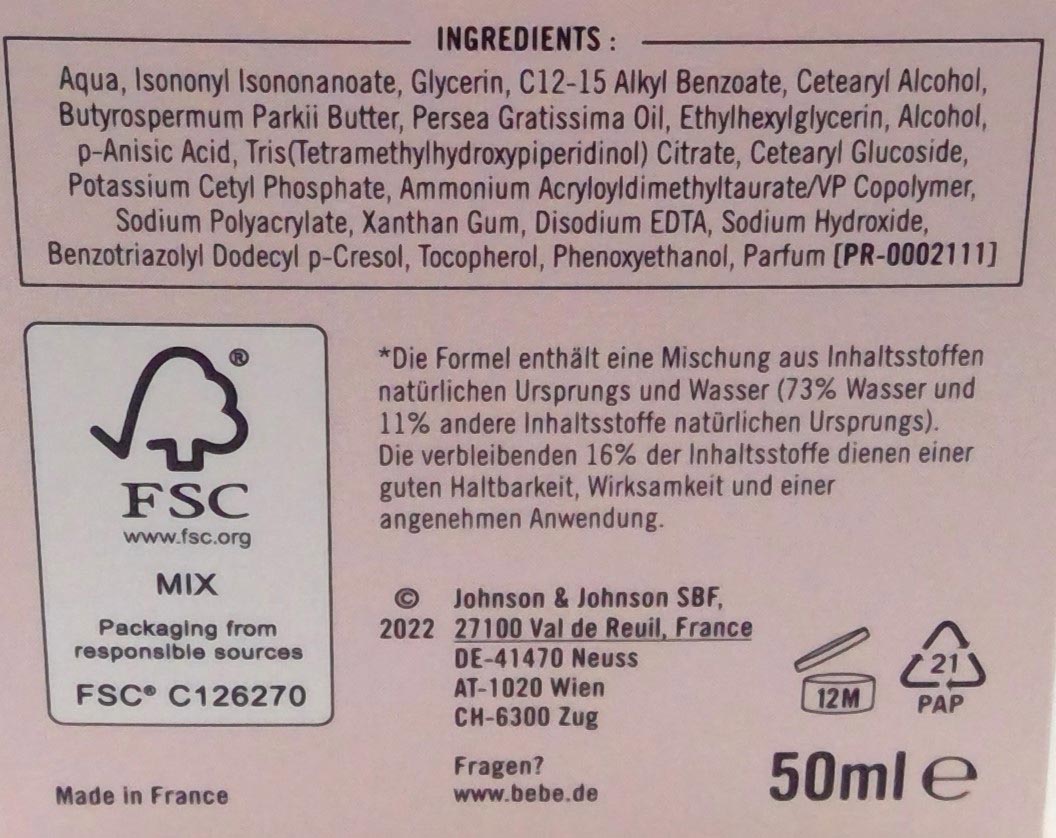 INGREDIENTS :
Aqua, Isononyl Isononanoate, Glycerin, C12-15 Alkyl Benzoate, Cetearyl Alcohol,
Butyrospermum Parkii Butter, Persea Gratissima Oil, Ethylhexylglycerin, Alcohol,
p-Anisic Acid, Tris(Tetramethylhydroxypiperidinol) Citrate, Cetearyl Glucoside,
Potassium Cetyl Phosphate, Ammonium Acryloyldimethyltaurate/VP Copolymer,
Sodium Polyacrylate, Xanthan Gum, Disodium EDTA, Sodium Hydroxide,
Benzotriazolyl Dodecyl p-Cresol, Tocopherol, Phenoxyethanol, Parfum [PR-0002111]
®
FSC
www.fsc.org
MIX
Packaging from
responsible sources
FSC® C126270
Made in France
*Die Formel enthält eine Mischung aus Inhaltsstoffen
natürlichen Ursprungs und Wasser (73% Wasser und
11% andere Inhaltsstoffe natürlichen Ursprungs).
Die verbleibenden 16% der Inhaltsstoffe dienen einer
guten Haltbarkeit, Wirksamkeit und einer
angenehmen Anwendung.
© Johnson & Johnson SBF,
2022 27100 Val de Reuil, France
DE-41470 Neuss
AT-1020 Wien
CH-6300 Zug
Fragen?
www.bebe.de
12M
21
PAP
50ml e